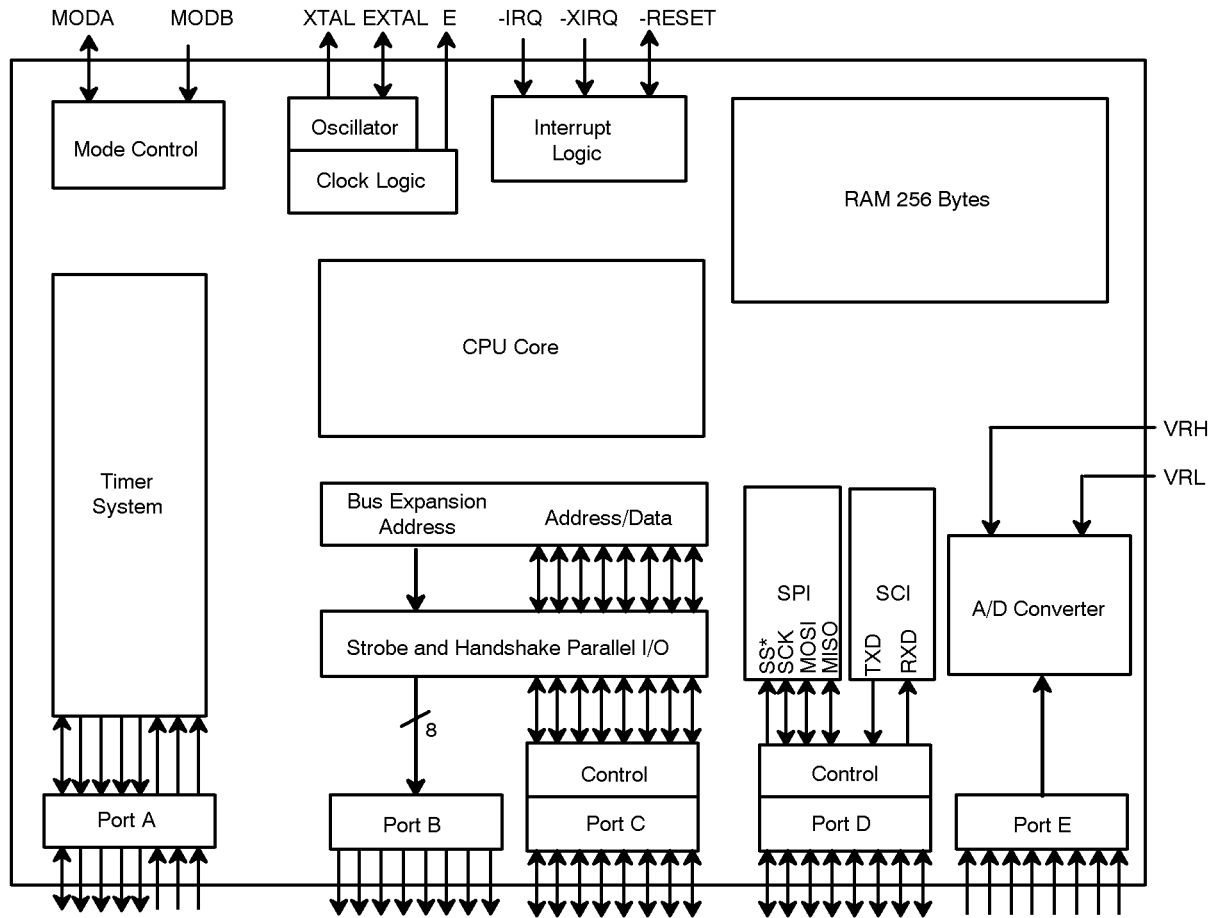 MODA MODB XTAL EXTAL E -IRQ -XIRQ -RESET
Mode Control
Oscillator
Clock Logic
Interrupt
Logic
RAM 256 Bytes
CPU Core
Timer
System
VRH
VRL
Bus Expansion
Address
Address/Data
Strobe and Handshake Parallel I/O
8
SPI
SS*
SCK
MOSI
MISO
SCI
TXD
RXD
A/D Converter
Control
Control
Port A
Port B
Port C
Port D
Port E